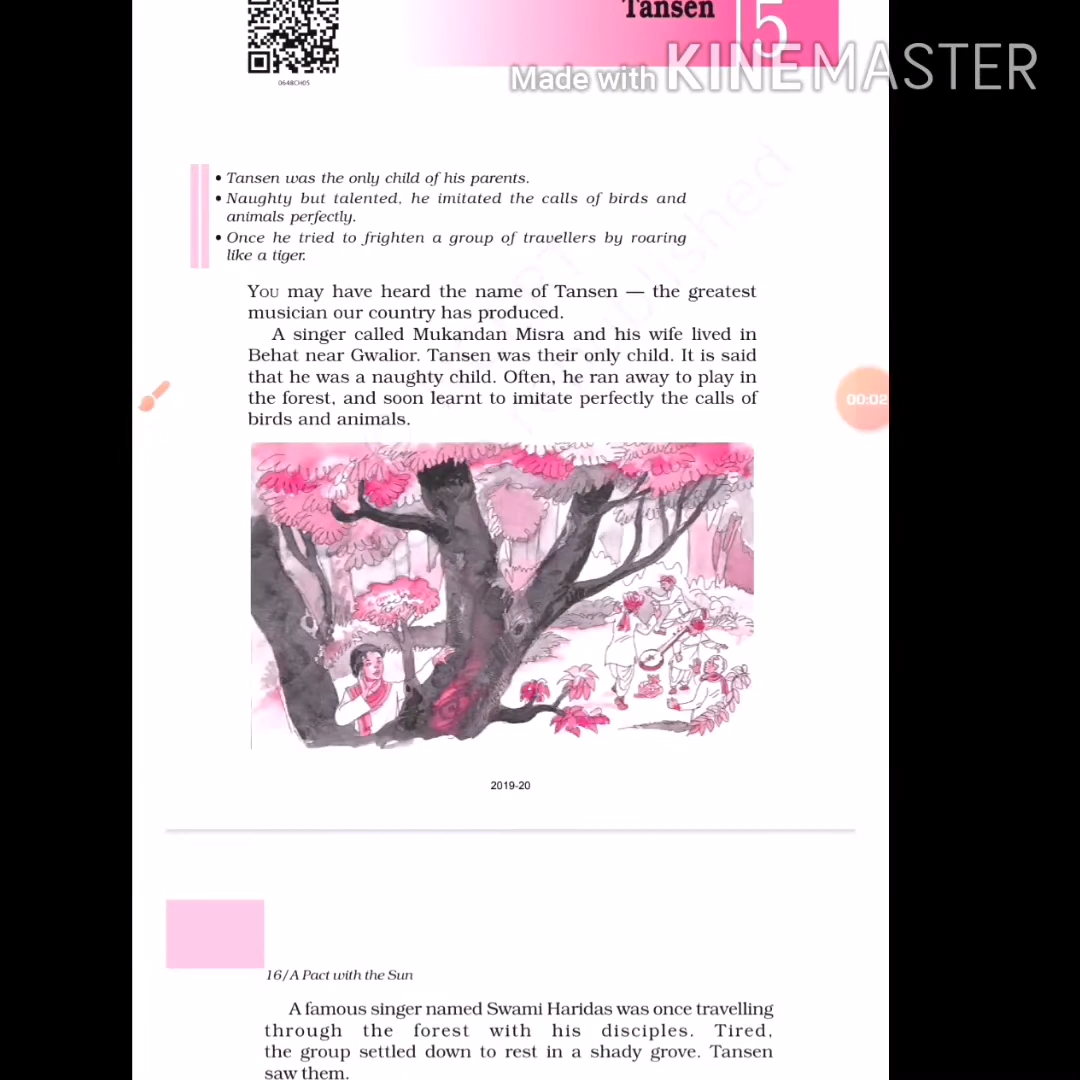 Tansen
5
Made with KINEMASTER
0648CH05
• Tansen was the only child of his parents.
• Naughty but talented, he imitated the calls of birds and
animals perfectly.
• Once he tried to frighten a group of travellers by roaring
like a tiger.
YOU may have heard the name of Tansen — the greatest
musician our country has produced.
A singer called Mukandan Misra and his wife lived in
Behat near Gwalior. Tansen was their only child. It is said
that he was a naughty child. Often, he ran away to play in
the forest, and soon learnt to imitate perfectly the calls of
birds and animals.
00:02
2019-20
16/A Pact with the Sun
A famous singer named Swami Haridas was once travelling
through the forest with his disciples. Tired,
the group settled down to rest in a shady grove. Tansen
saw them.